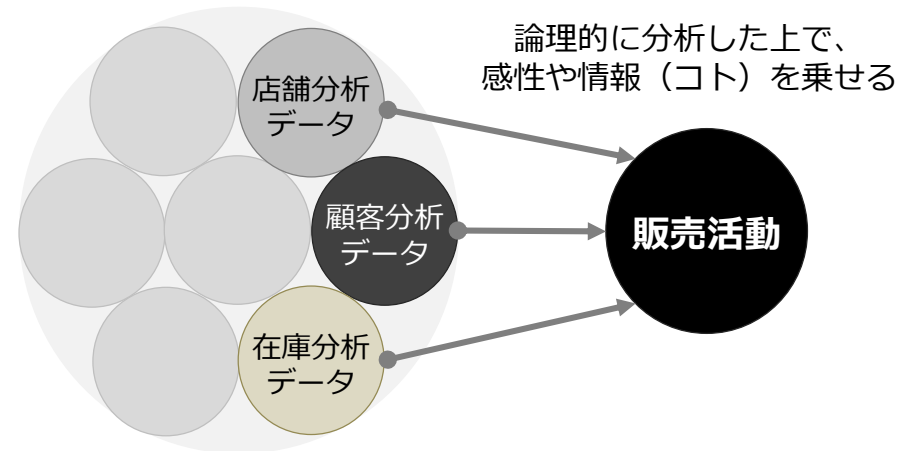 論理的に分析した上で、
感性や情報（コト）を乗せる
店舗分析
データ
顧客分析
データ
販売活動
在庫分析
データ